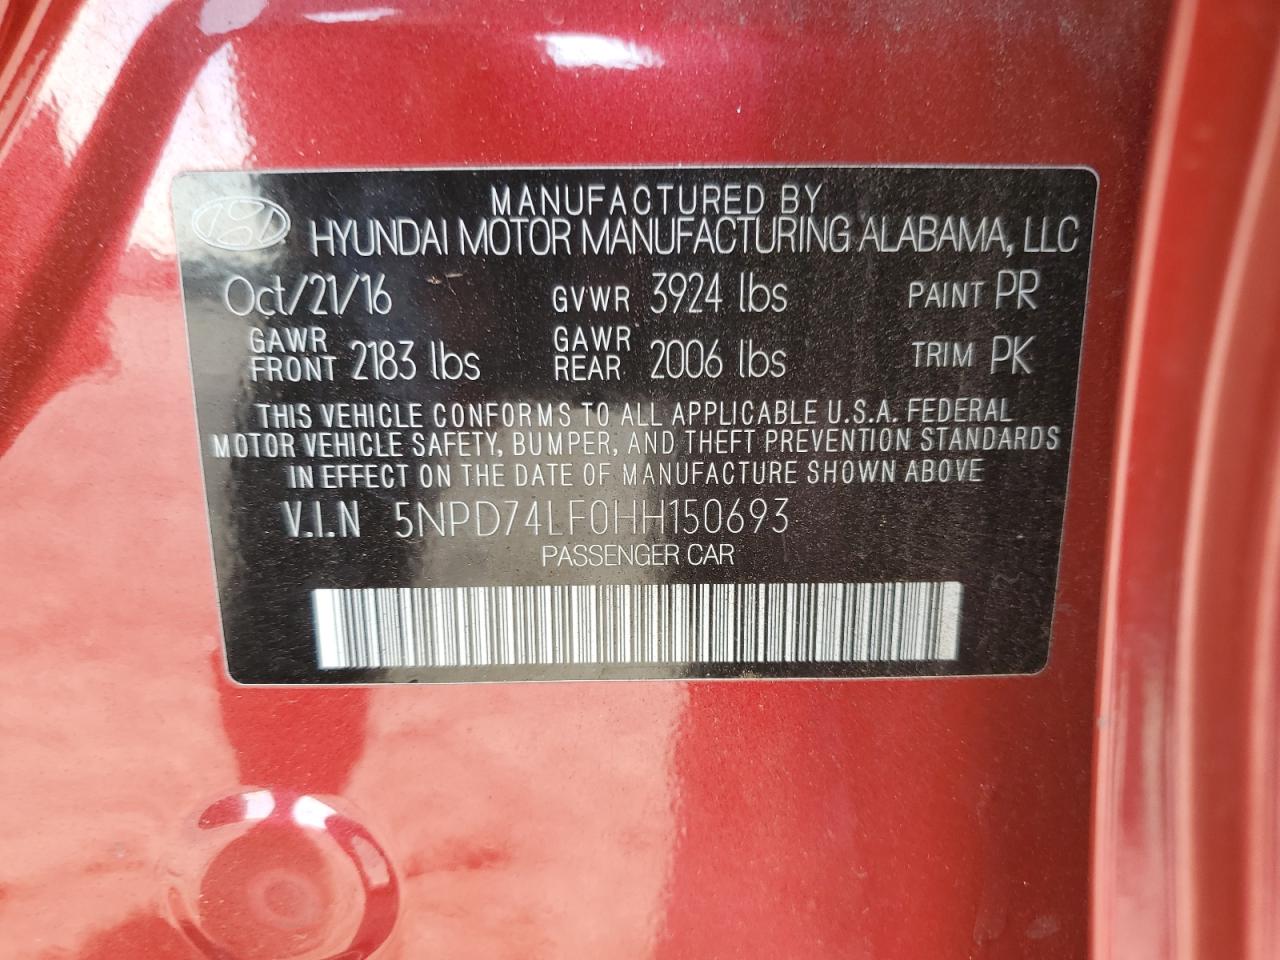 MANUFACTURED BY
HYUNDAI MOTOR MANUFACTURING ALABAMA, LLC
Oct/21/16 GVWR 3924 lbs PAINT PR
GAWR FRONT 2183 lbs GAWR REAR 2006 lbs TRIM PK
THIS VEHICLE CONFORMS TO ALL APPLICABLE U.S.A. FEDERAL
MOTOR VEHICLE SAFETY, BUMPER, AND THEFT PREVENTION STANDARDS
IN EFFECT ON THE DATE OF MANUFACTURE SHOWN ABOVE
V.I.N 5NPD74LF0HH150693
PASSENGER CAR